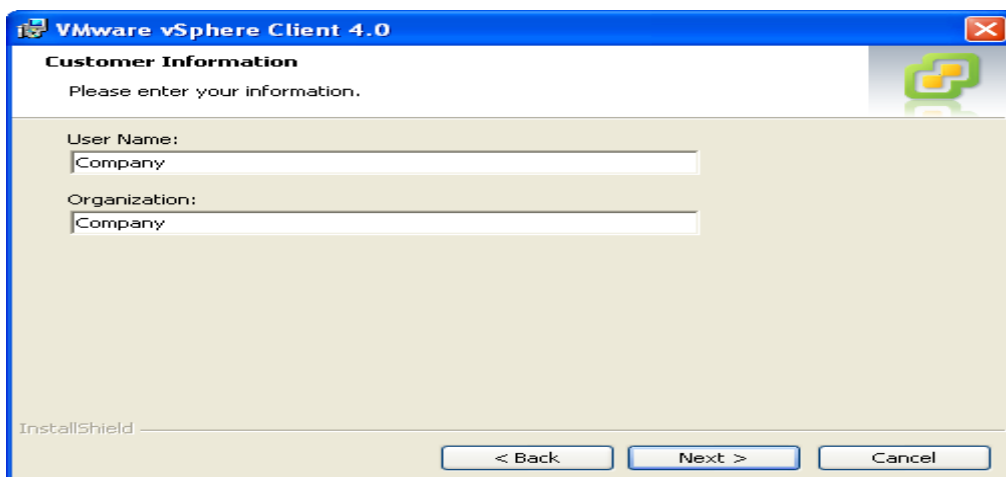 VMware vSphere Client 4.0
Customer Information
Please enter your information.
User Name:
Company
Organization:
Company
InstallShield
< Back Next > Cancel